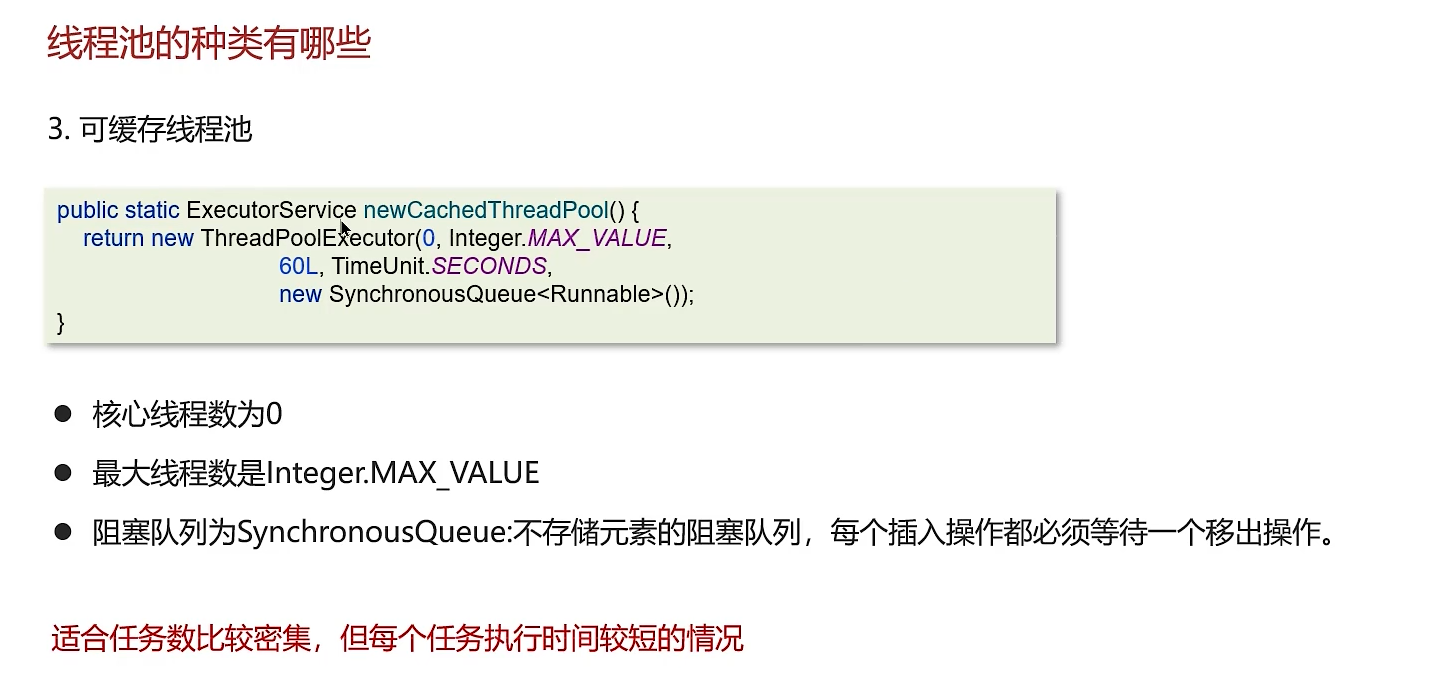 线程池的种类有哪些
3. 可缓存线程池
public static ExecutorService newCachedThreadPool() {
    return new ThreadPoolExecutor(0, Integer.MAX_VALUE,
                                  60L, TimeUnit.SECONDS,
                                  new SynchronousQueue<Runnable>());
}
● 核心线程数为0
● 最大线程数是Integer.MAX_VALUE
● 阻塞队列为SynchronousQueue:不存储元素的阻塞队列，每个插入操作都必须等待一个移出操作。
适合任务数比较密集，但每个任务执行时间较短的情况